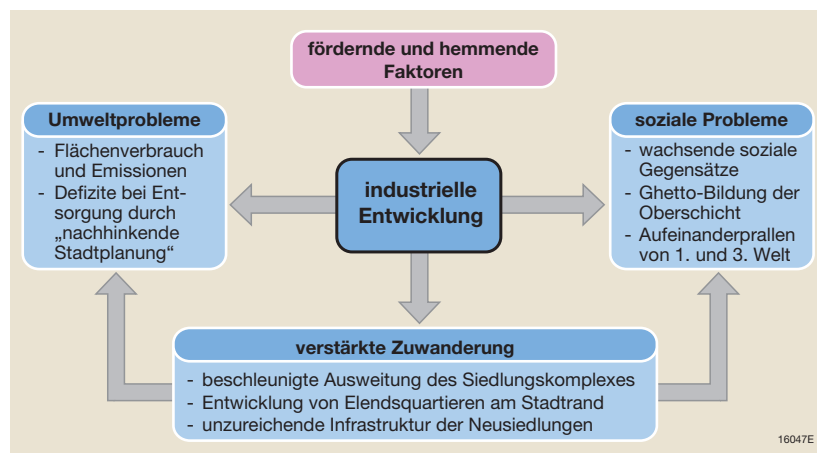 fördernde und hemmende
Faktoren
Umweltprobleme
- Flächenverbrauch
und Emissionen
- Defizite bei Ent-
sorgung durch
„nachhinkende
Stadtplanung“
industrielle
Entwicklung
soziale Probleme
- wachsende soziale
Gegensätze
- Ghetto-Bildung der
Oberschicht
- Aufeinanderprallen
von 1. und 3. Welt
verstärkte Zuwanderung
- beschleunigte Ausweitung des Siedlungskomplexes
- Entwicklung von Elendsquartieren am Stadtrand
- unzureichende Infrastruktur der Neusiedlungen
16047E